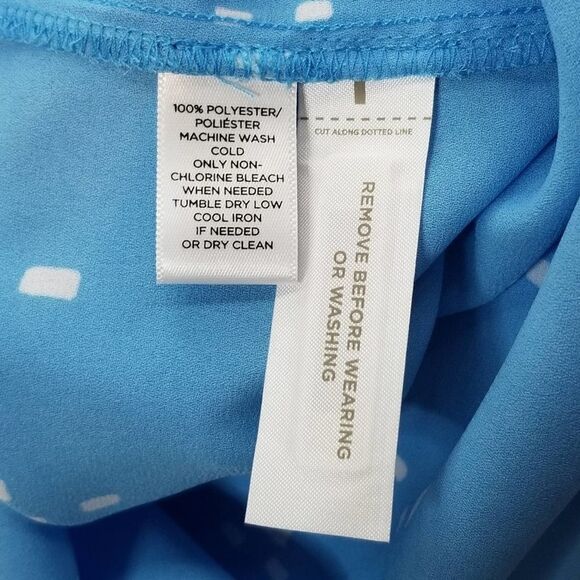 100% POLYESTER/
POLIÉSTER
MACHINE WASH
COLD
ONLY NON-
CHLORINE BLEACH
WHEN NEEDED
TUMBLE DRY LOW
COOL IRON
IF NEEDED
OR DRY CLEAN
CUT ALONG DOTTED LINE
REMOVE BEFORE WEARING
OR WASHING